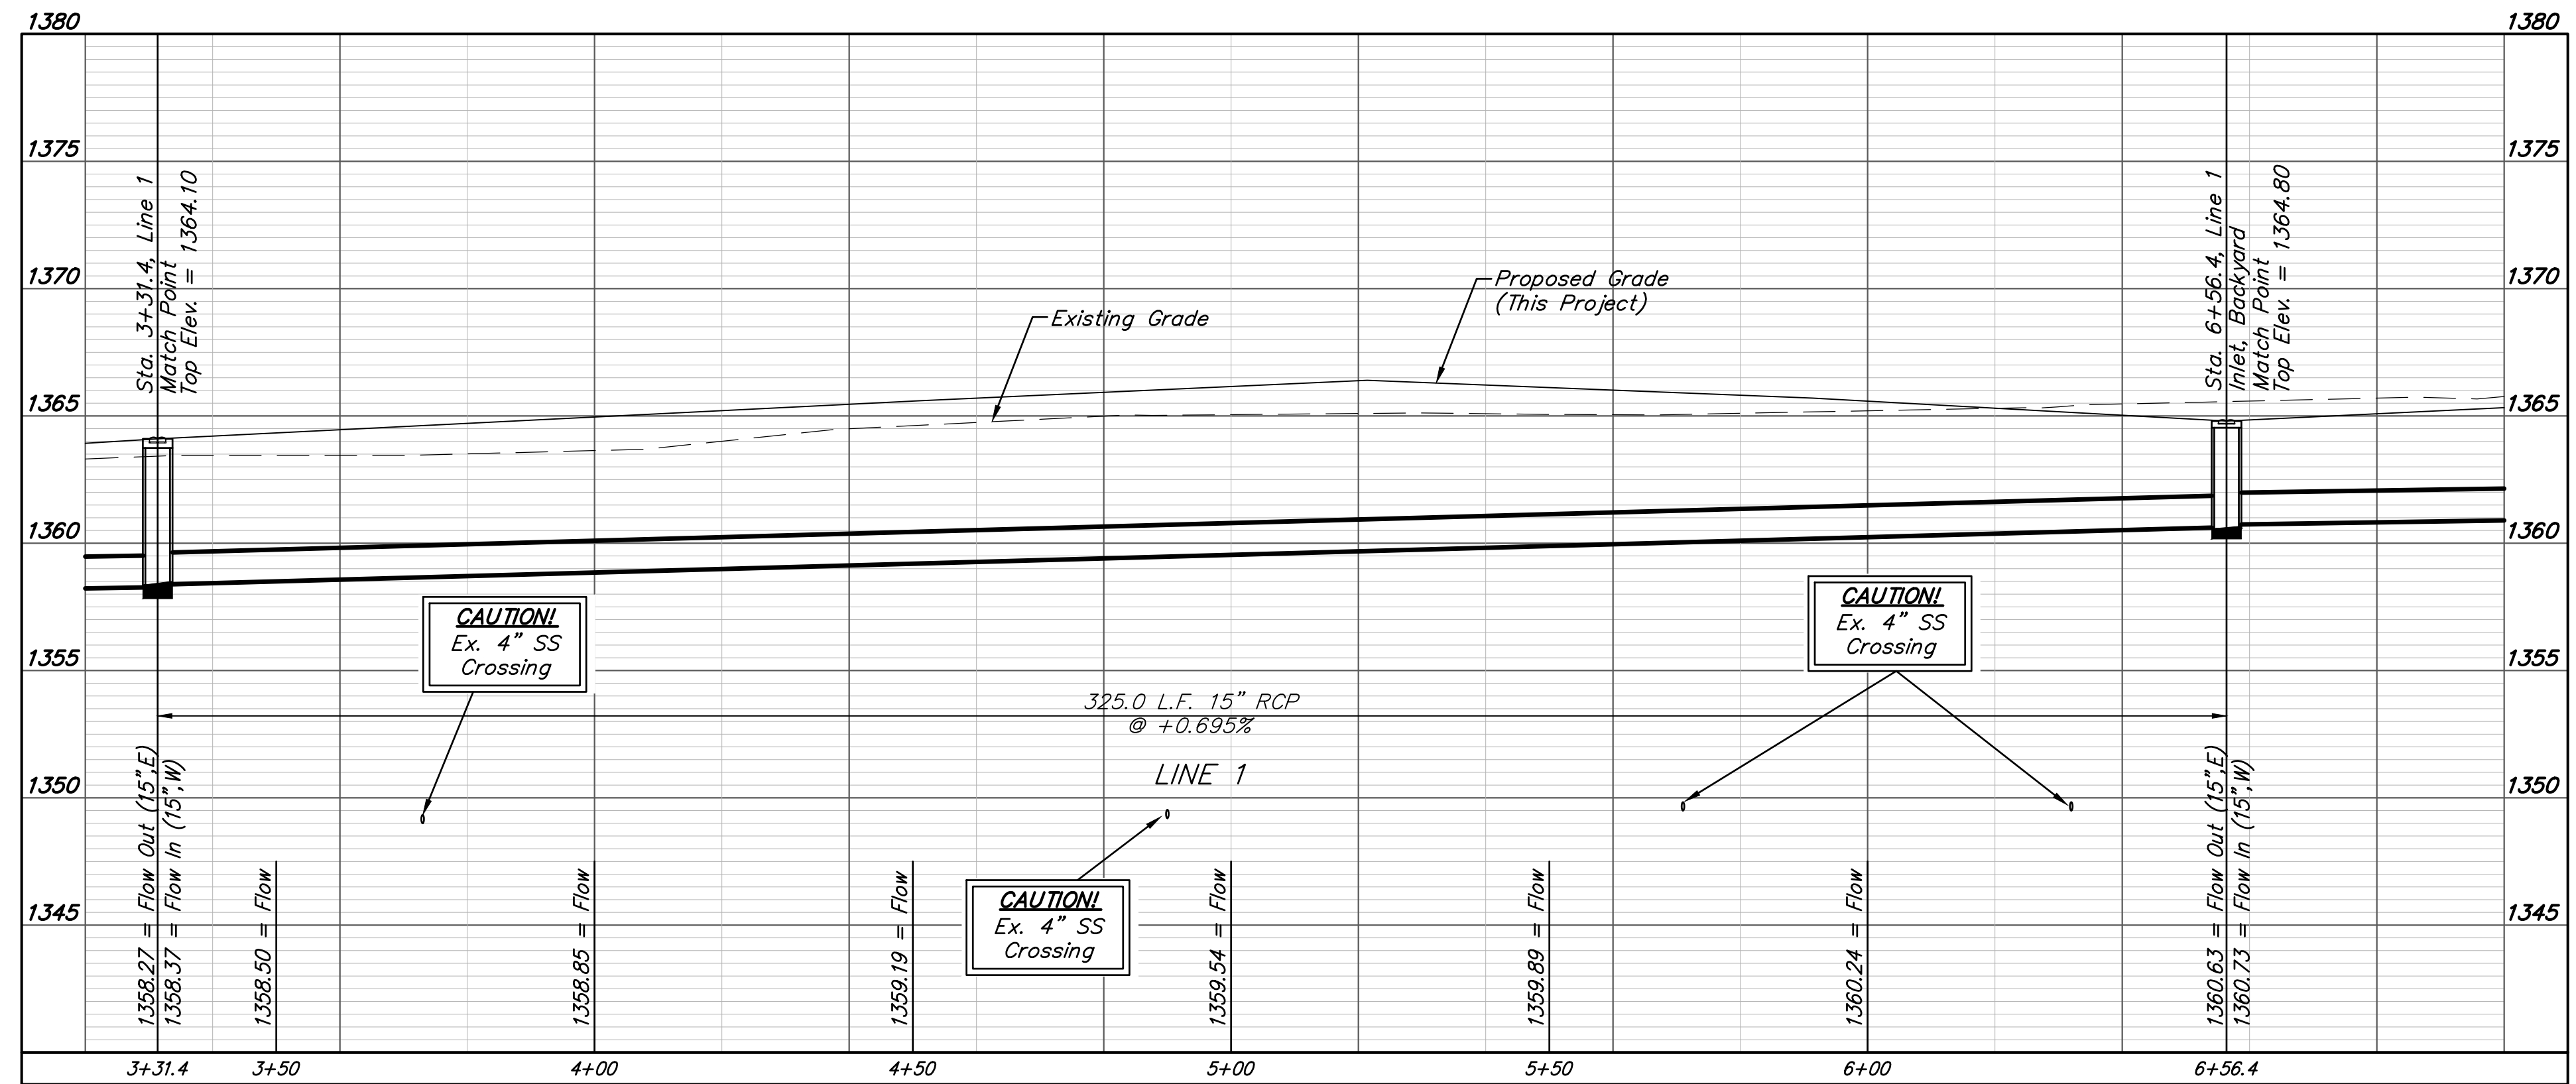 1380
1380
1375
1375
1370
1370
1365
1365
1360
1360
1355
1355
1350
1350
1345
1345
Sta. 3+31.4, Line 1
Match Point
Top Elev. = 1364.10
Existing Grade
Proposed Grade
(This Project)
Sta. 6+56.4, Line 1
Inlet, Backyard
Match Point
Top Elev. = 1364.80
CAUTION!
Ex. 4" SS
Crossing
CAUTION!
Ex. 4" SS
Crossing
325.0 L.F. 15" RCP
@ +0.695%
LINE 1
CAUTION!
Ex. 4" SS
Crossing
1358.27 = Flow Out (15",E)
1358.37 = Flow In (15",W)
1358.50 = Flow
1358.85 = Flow
1359.19 = Flow
1359.54 = Flow
1359.89 = Flow
1360.24 = Flow
1360.63 = Flow Out (15",E)
1360.73 = Flow In (15",W)
3+31.4
3+50
4+00
4+50
5+00
5+50
6+00
6+56.4